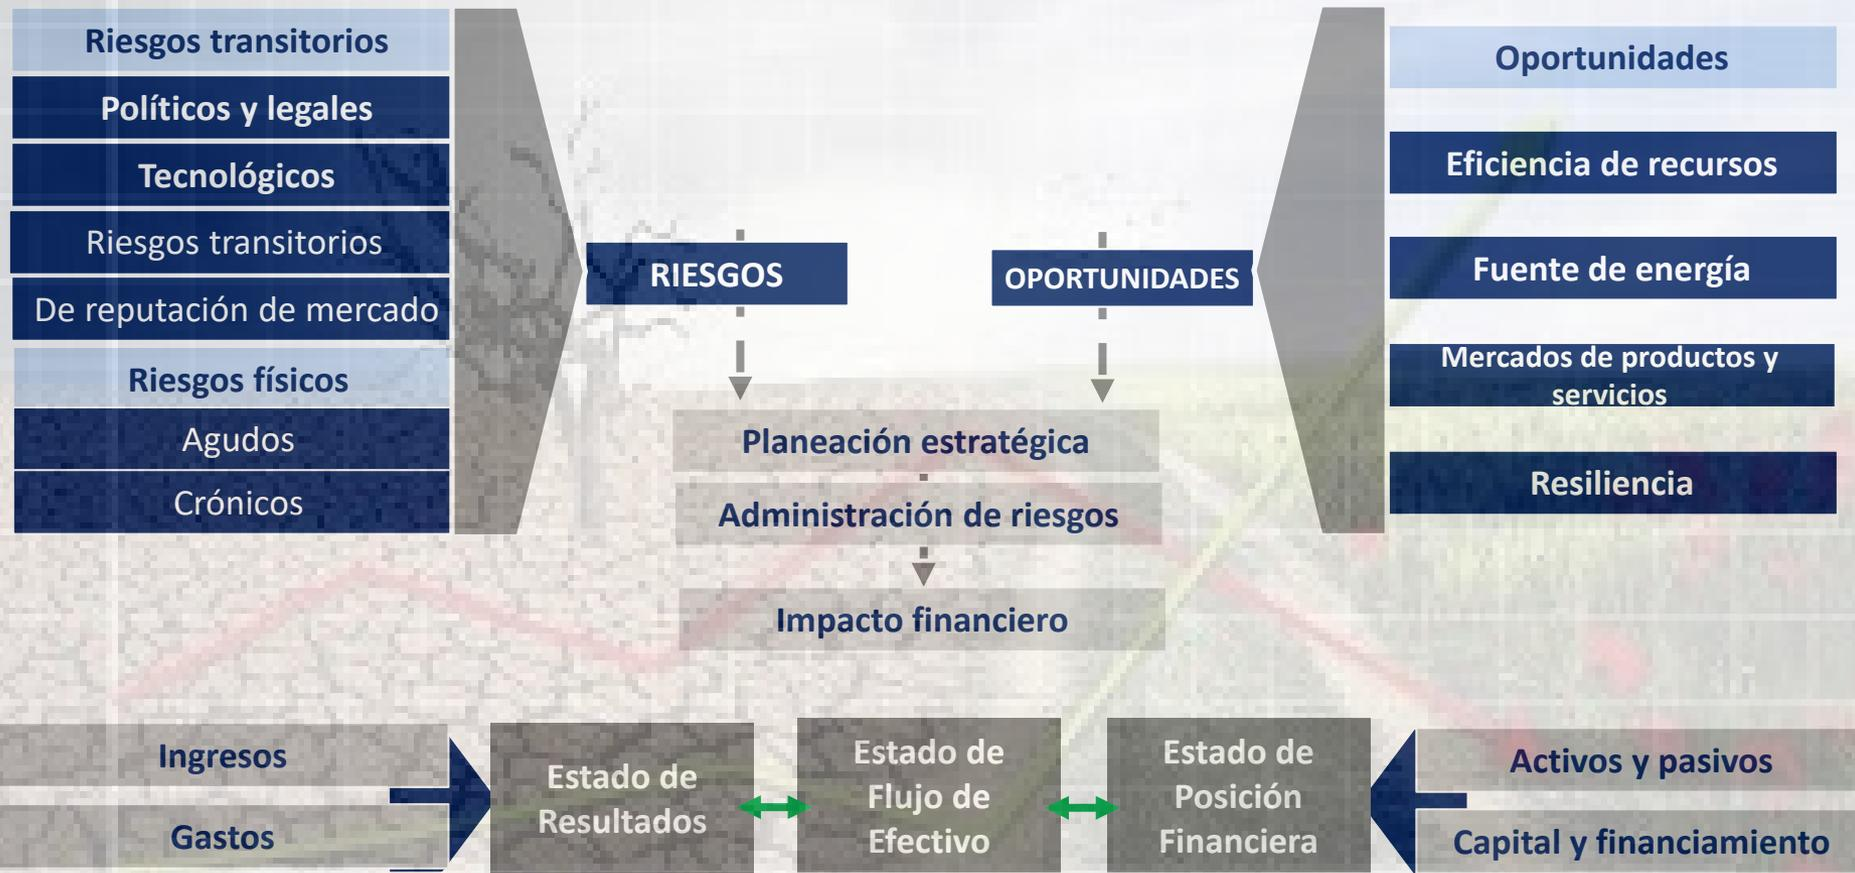 Riesgos transitorios
Políticos y legales
Tecnológicos
Riesgos transitorios
De reputación de mercado
Riesgos físicos
Agudos
Crónicos
RIESGOS
OPORTUNIDADES
Oportunidades
Eficiencia de recursos
Fuente de energía
Mercados de productos y
servicios
Resiliencia
Planeación estratégica
Administración de riesgos
Impacto financiero
Ingresos
Gastos
Estado de
Resultados
Estado de
Flujo de
Efectivo
Estado de
Posición
Financiera
Activos y pasivos
Capital y financiamiento